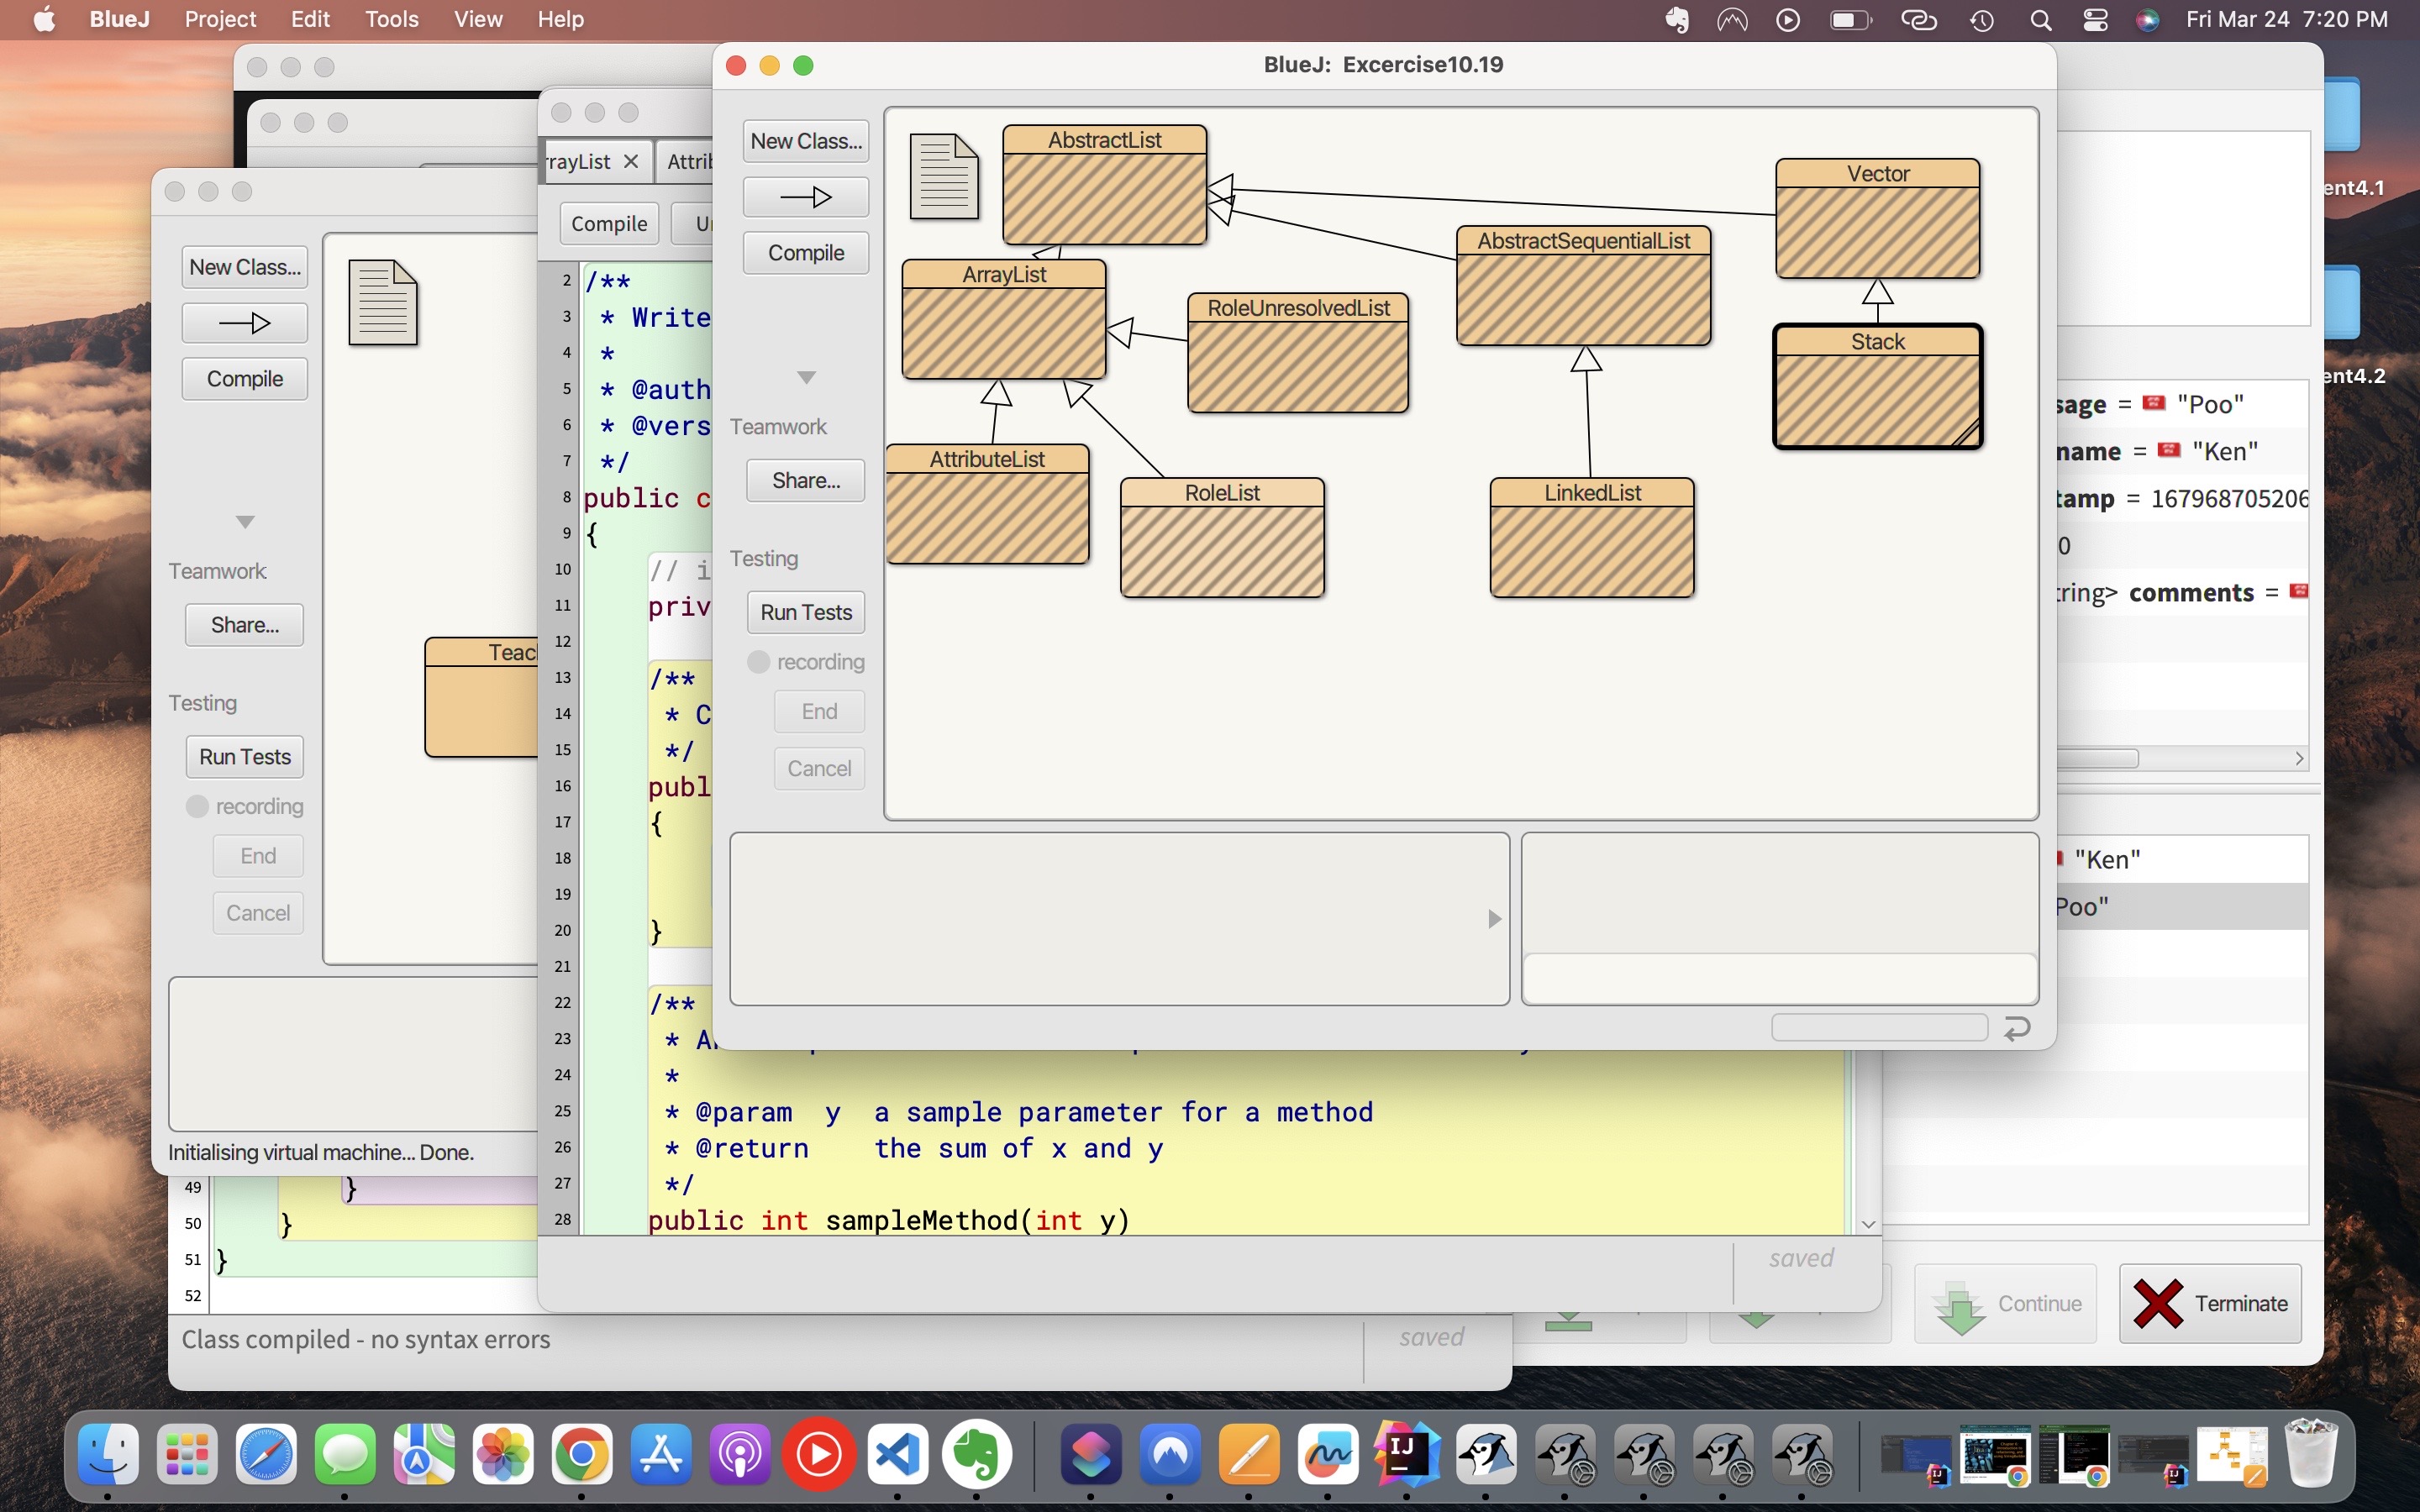 BlueJ Project Edit Tools View Help Fri Mar 24 7:20 PM
BlueJ: Excercise10.19
New Class...
Compile
Teamwork
Share...
Testing
Run Tests
recording
End
Cancel
AbstractList
Vector
AbstractSequentialList
ArrayList
RoleUnresolvedList
Stack
AttributeList
RoleList
LinkedList
New Class...
Compile
Teamwork
Share...
Testing
Run Tests
recording
End
Cancel
Teac
Initialising virtual machine... Done.
rrayList Attrib
Compile Un
2 /**
3 * Write
4 *
5 * @auth
6 * @vers
7 */
8 public c
9 {
10 // i
11 priv
12
13 /**
14 * C
15 */
16 publ
17 {
18
19
20 }
21
22 /**
23 * A
24 *
25 * @param y a sample parameter for a method
26 * @return the sum of x and y
27 */
28 public int sampleMethod(int y)
saved
49 }
50 }
51 }
52
Class compiled - no syntax errors
saved
ent4.1
ent4.2
sage = "Poo"
name = "Ken"
tamp = 167968705206
0
tring> comments =
"Ken"
Poo"
Continue
Terminate
IJ